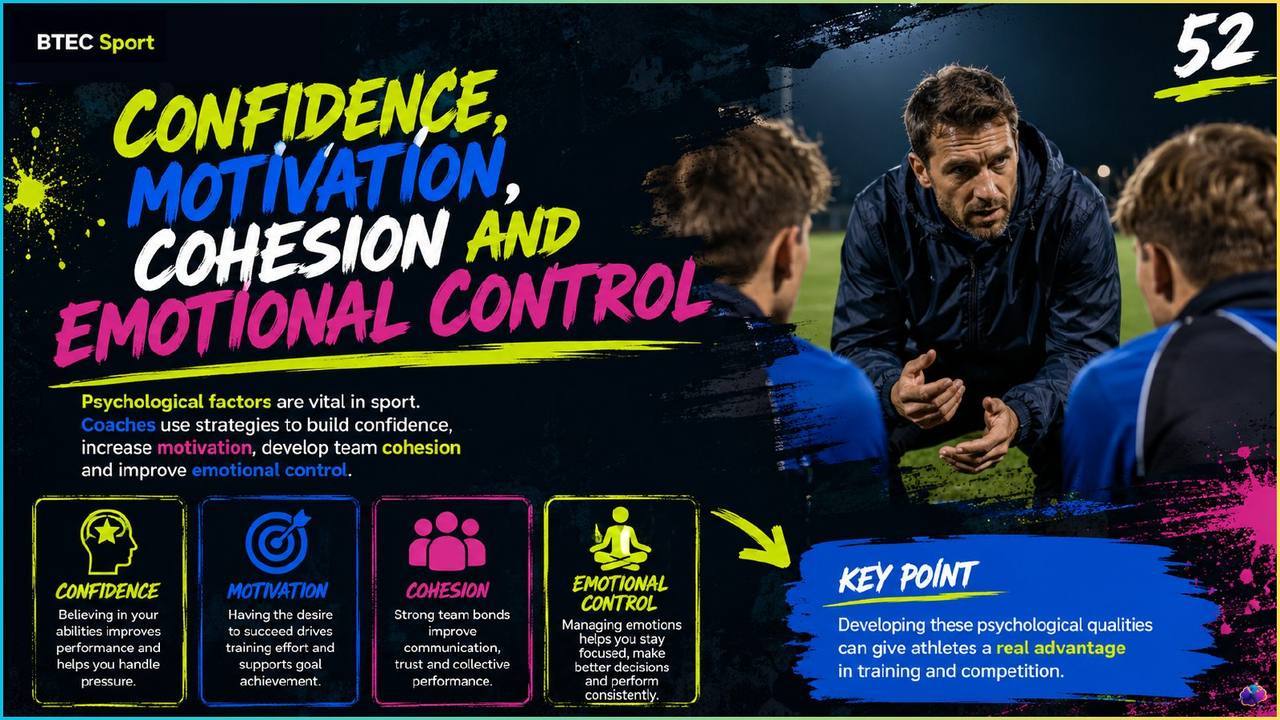 BTEC Sport
52
CONFIDENCE,
MOTIVATION,
COHESION AND
EMOTIONAL CONTROL
Psychological factors are vital in sport.
Coaches use strategies to build confidence,
increase motivation, develop team cohesion
and improve emotional control.
CONFIDENCE
Believing in your
abilities improves
performance and
helps you handle
pressure.
MOTIVATION
Having the desire
to succeed drives
training effort and
supports goal
achievement.
COHESION
Strong team bonds
improve
communication,
trust and collective
performance.
EMOTIONAL
CONTROL
Managing emotions
helps you stay
focused, make
better decisions
and perform
consistently.
KEY POINT
Developing these psychological qualities
can give athletes a real advantage
in training and competition.